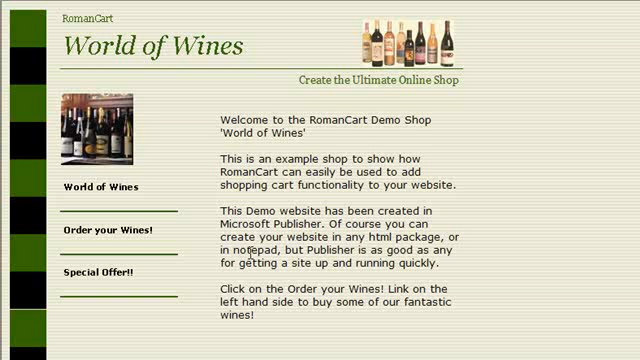 RomanCart
World of Wines
Create the Ultimate Online Shop
World of Wines
Order your Wines!
Special Offer!!
Welcome to the RomanCart Demo Shop
'World of Wines'
This is an example shop to show how
RomanCart can easily be used to add
shopping cart functionality to your website.
This Demo website has been created in
Microsoft Publisher. Of course you can
create your website in any html package, or
in notepad, but Publisher is as good as any
for getting a site up and running quickly.
Click on the Order your Wines! Link on the
left hand side to buy some of our fantastic
wines!